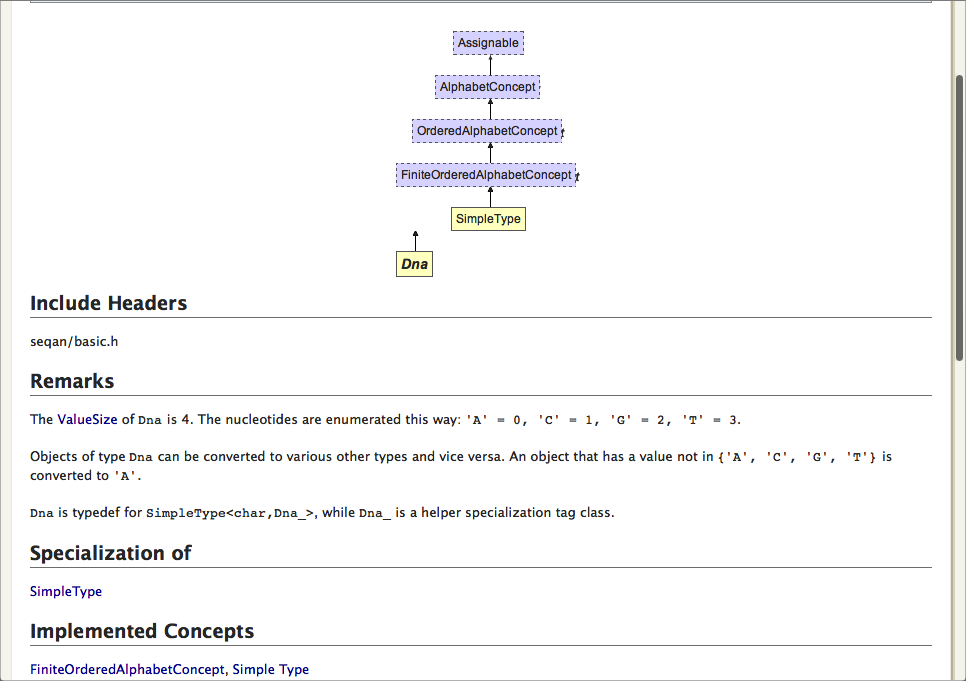 Assignable
AlphabetConcept
OrderedAlphabetConcept
FiniteOrderedAlphabetConcept
SimpleType
Dna
Include Headers
seqan/basic.h
Remarks
The ValueSize of Dna is 4. The nucleotides are enumerated this way: 'A' = 0, 'C' = 1, 'G' = 2, 'T' = 3.
Objects of type Dna can be converted to various other types and vice versa. An object that has a value not in {'A', 'C', 'G', 'T'} is
converted to 'A'.
Dna is typedef for SimpleType<char,Dna_>, while Dna_ is a helper specialization tag class.
Specialization of
SimpleType
Implemented Concepts
FiniteOrderedAlphabetConcept, Simple Type